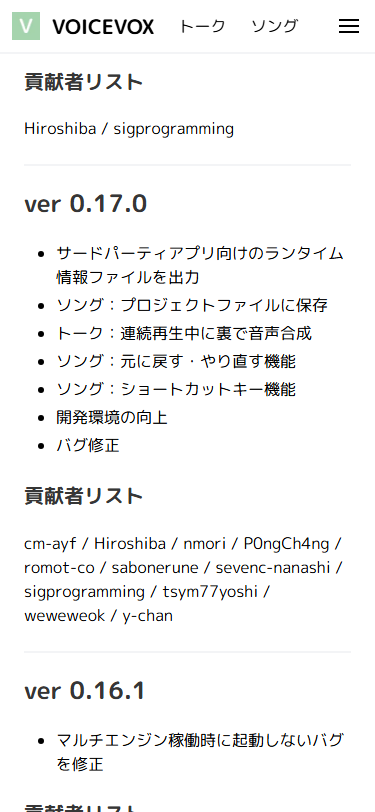 V VOICEVOX トーク ソング
貢献者リスト
Hiroshiba / sigprogramming
ver 0.17.0
サードパーティアプリ向けのランタイム
情報ファイルを出力
ソング：プロジェクトファイルに保存
トーク：連続再生中に裏で音声合成
ソング：元に戻す・やり直す機能
ソング：ショートカットキー機能
開発環境の向上
バグ修正
貢献者リスト
cm-ayf / Hiroshiba / nmori / P0ngCh4ng /
romot-co / sabonerune / sevenc-nanashi /
sigprogramming / tsym77yoshi /
weweweok / y-chan
ver 0.16.1
マルチエンジン稼働時に起動しないバグ
を修正
貢献者リスト